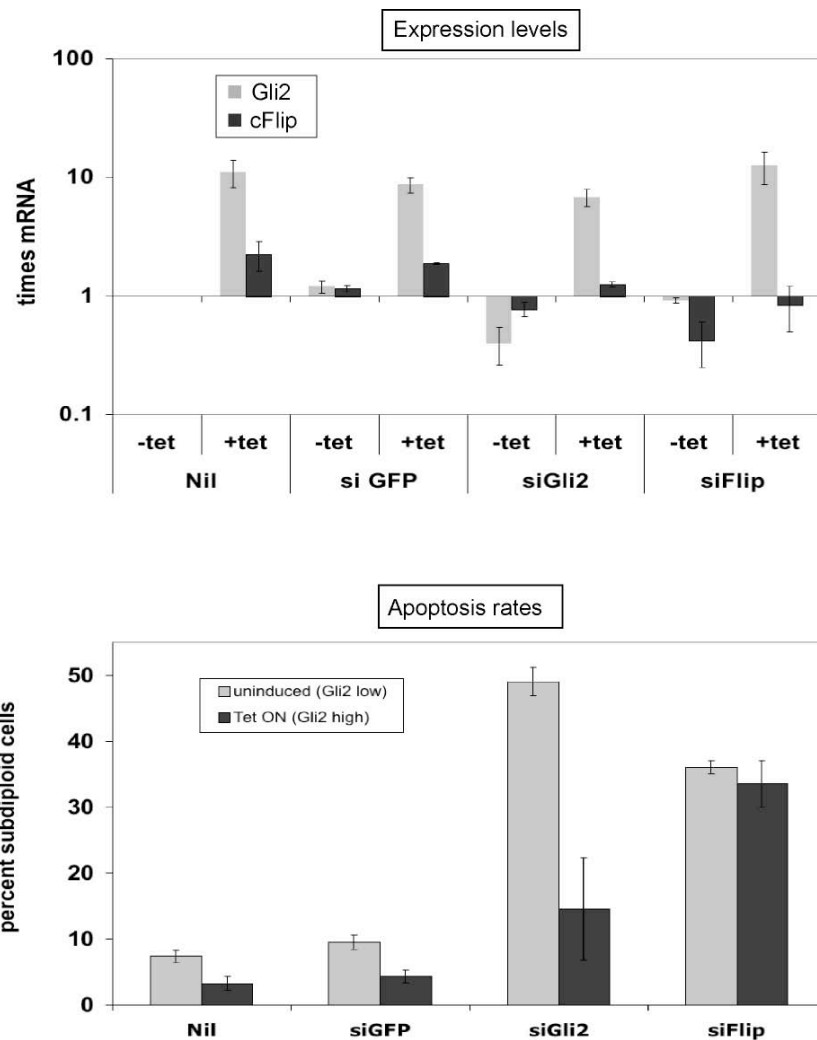 Expression levels
100
10
1
0.1
times mRNA
Gli2
cFlip
-tet +tet -tet +tet -tet +tet -tet +tet
Nil si GFP siGli2 siFlip
Apoptosis rates
50
40
30
20
10
0
percent subdiploid cells
uninduced (Gli2 low)
Tet ON (Gli2 high)
Nil siGFP siGli2 siFlip